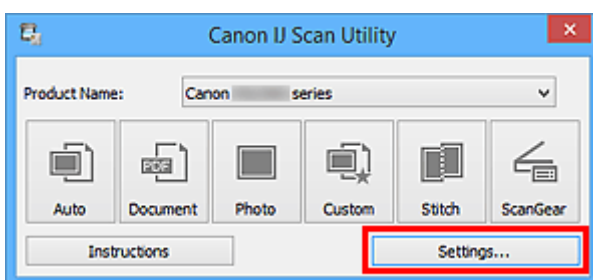 Canon IJ Scan Utility
Product Name: Canon series
PDF
Auto Document Photo Custom Stitch ScanGear
Instructions Settings...